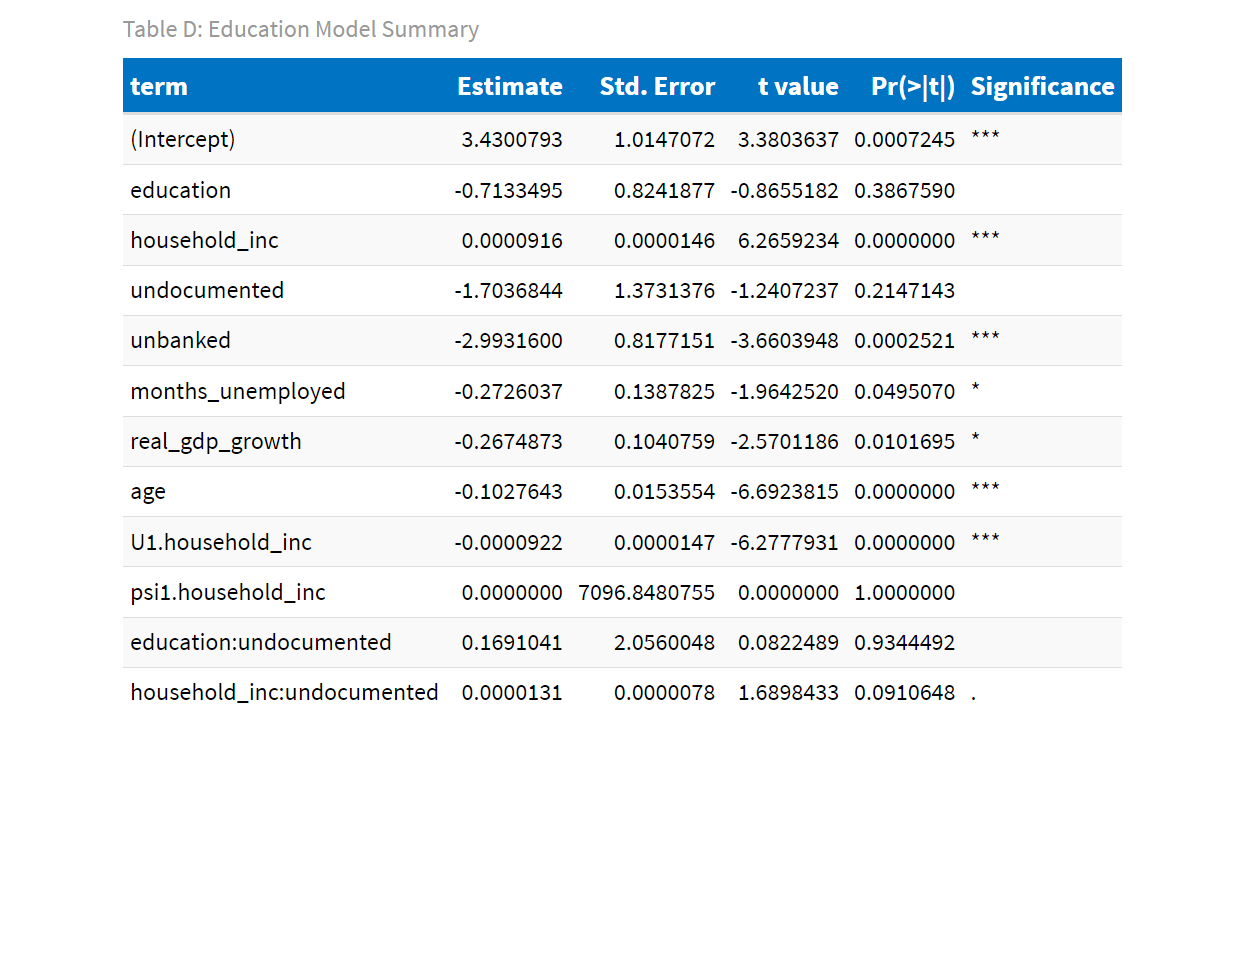 Table D: Education Model Summary
term Estimate Std. Error t value Pr(>|t|) Significance
(Intercept) 3.4300793 1.0147072 3.3803637 0.0007245 ***
education -0.7133495 0.8241877 -0.8655182 0.3867590
household_inc 0.0000916 0.0000146 6.2659234 0.0000000 ***
undocumented -1.7036844 1.3731376 -1.2407237 0.2147143
unbanked -2.9931600 0.8177151 -3.6603948 0.0002521 ***
months_unemployed -0.2726037 0.1387825 -1.9642520 0.0495070 *
real_gdp_growth -0.2674873 0.1040759 -2.5701186 0.0101695 *
age -0.1027643 0.0153554 -6.6923815 0.0000000 ***
U1.household_inc -0.0000922 0.0000147 -6.2777931 0.0000000 ***
psi1.household_inc 0.0000000 7096.8480755 0.0000000 1.0000000
education:undocumented 0.1691041 2.0560048 0.0822489 0.9344492
household_inc:undocumented 0.0000131 0.0000078 1.6898433 0.0910648 .